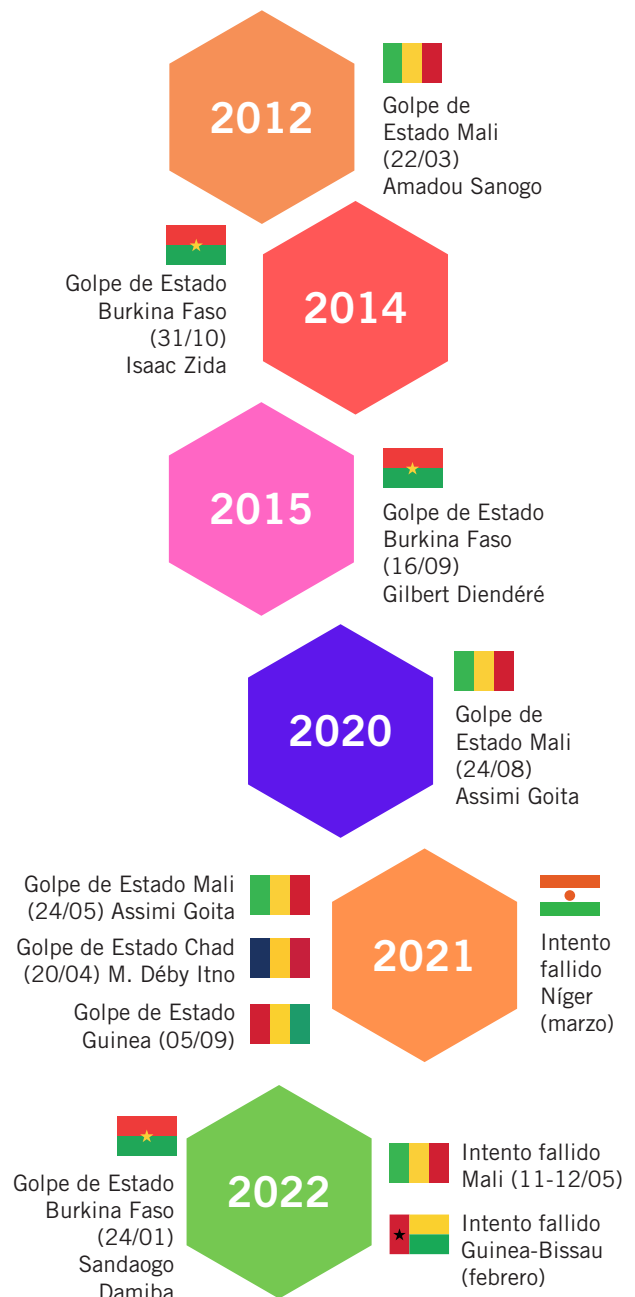 2012
Golpe de
Estado Mali
(22/03)
Amadou Sanogo
Golpe de Estado
Burkina Faso
(31/10)
Isaac Zida
2014
2015
Golpe de Estado
Burkina Faso
(16/09)
Gilbert Diendéré
2020
Golpe de
Estado Mali
(24/08)
Assimi Goita
Golpe de Estado Mali
(24/05) Assimi Goita
Golpe de Estado Chad
(20/04) M. Déby Itno
Golpe de Estado
Guinea (05/09)
2021
Intento
fallido
Níger
(marzo)
Golpe de Estado
Burkina Faso
(24/01)
Sandaogo
Damiba
2022
Intento fallido
Mali (11-12/05)
Intento fallido
Guinea-Bissau
(febrero)